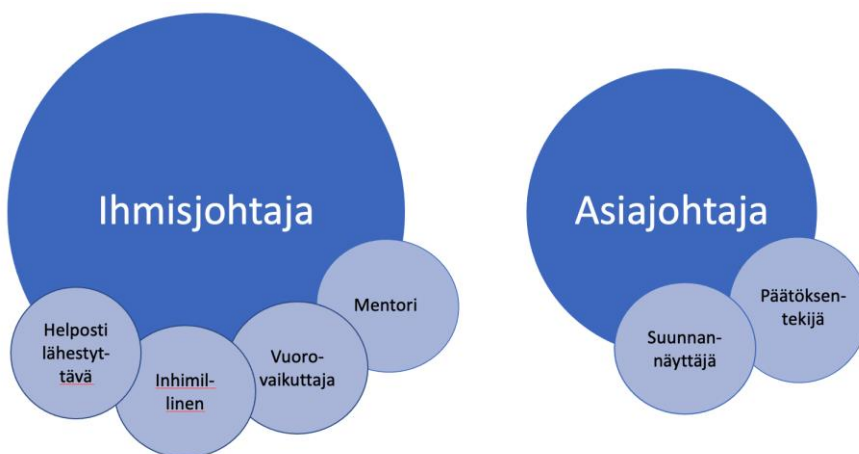 Ihmisjohtaja
Helposti
lähestyt-
tävä
Inhimil-
linen
Vuoro-
vaikuttaja
Mentori
Asiajohtaja
Suunnan-
näyttäjä
Päätöksen-
tekijä